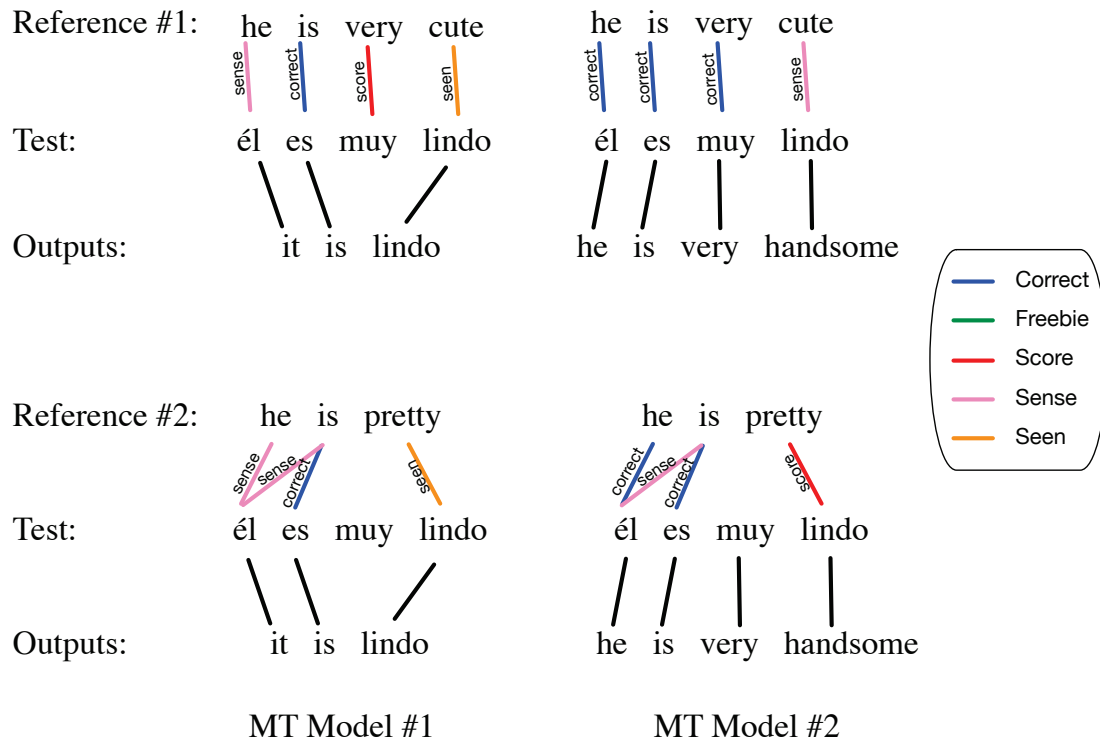 Reference #1: he is very cute he is very cute
sense correct score seen correct correct correct sense
Test: él es muy lindo él es muy lindo
Outputs: it is lindo he is very handsome
Correct
Freebie
Score
Sense
Seen
Reference #2: he is pretty he is pretty
sense sense correct seen correct sense correct score
Test: él es muy lindo él es muy lindo
Outputs: it is lindo he is very handsome
MT Model #1 MT Model #2